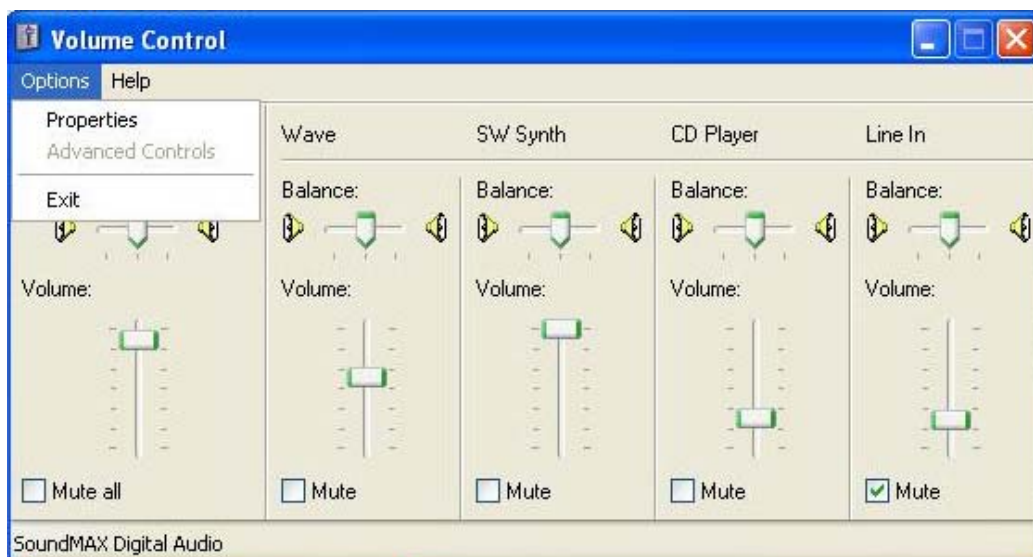 Volume Control
Options Help
Properties
Advanced Controls
Exit
Wave SW Synth CD Player Line In
Balance: Balance: Balance: Balance:
Volume: Volume: Volume: Volume: Volume:
Mute all Mute Mute Mute Mute
SoundMAX Digital Audio